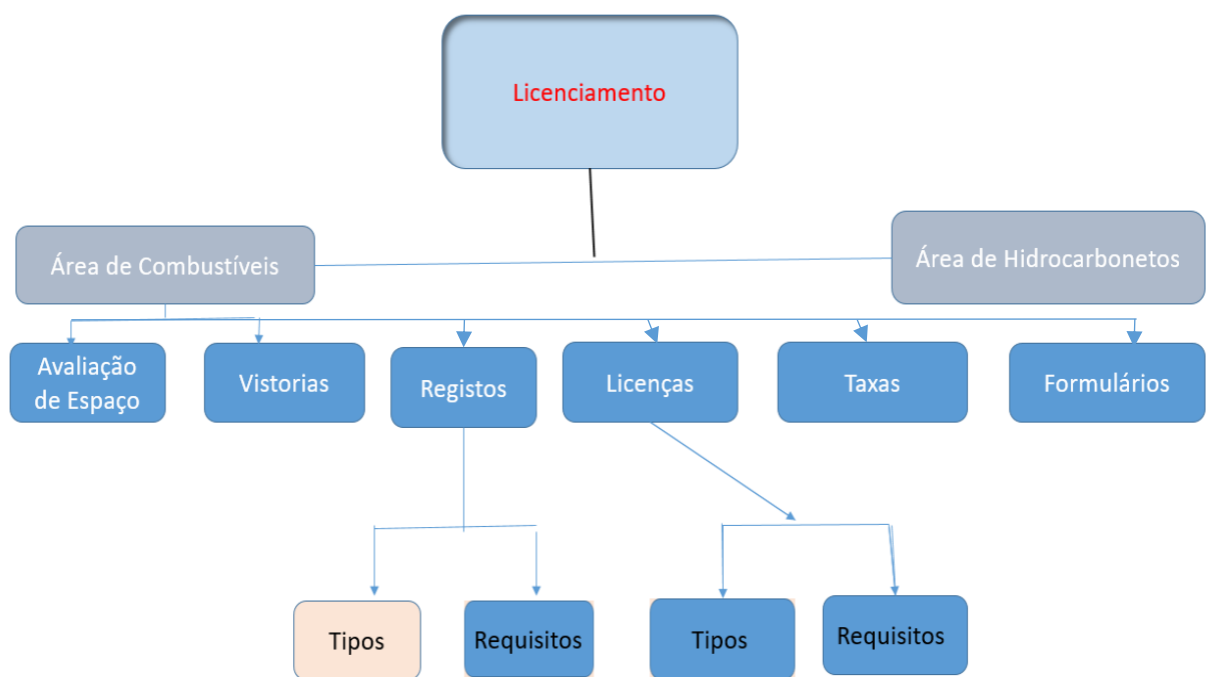 Licenciamento
Área de Combustíveis
Área de Hidrocarbonetos
Avaliação
de Espaço
Vistorias
Registos
Licenças
Taxas
Formulários
Tipos
Requisitos
Tipos
Requisitos